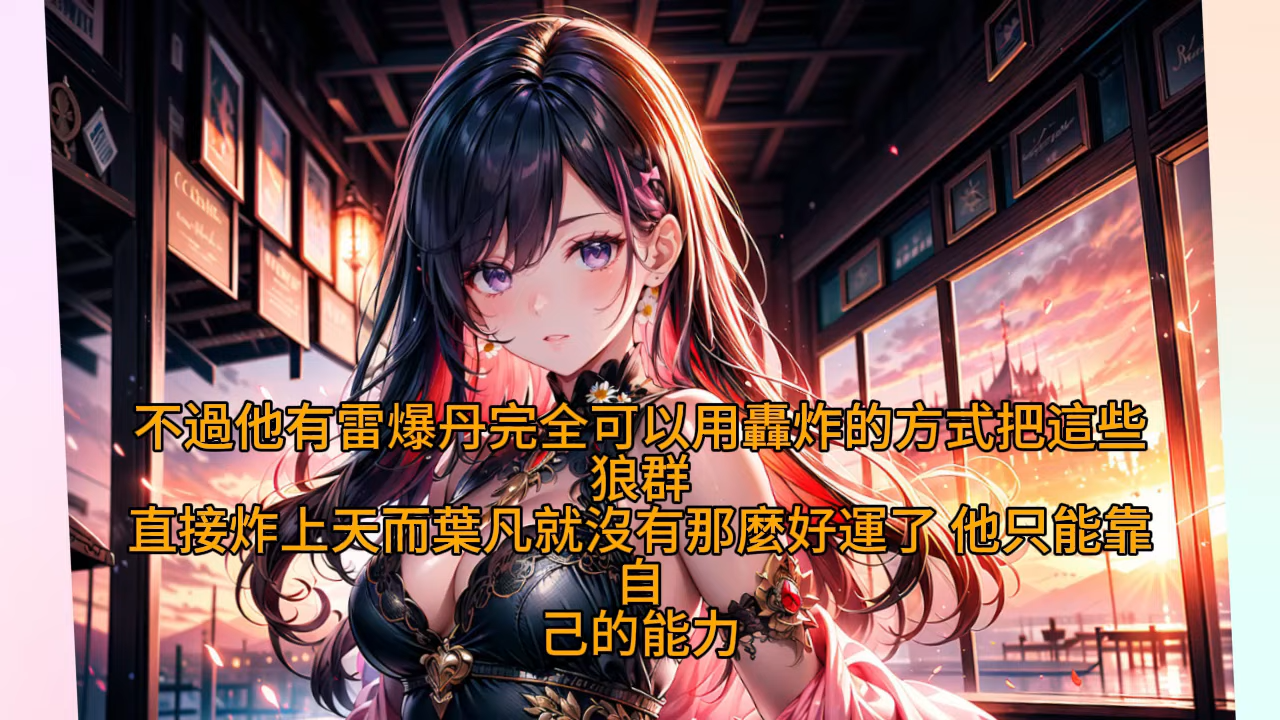 不過他有雷爆丹完全可以用轟炸的方式把這些
狼群
直接炸上天而葉凡就沒有那麼好運了 他只能靠
自
己的能力